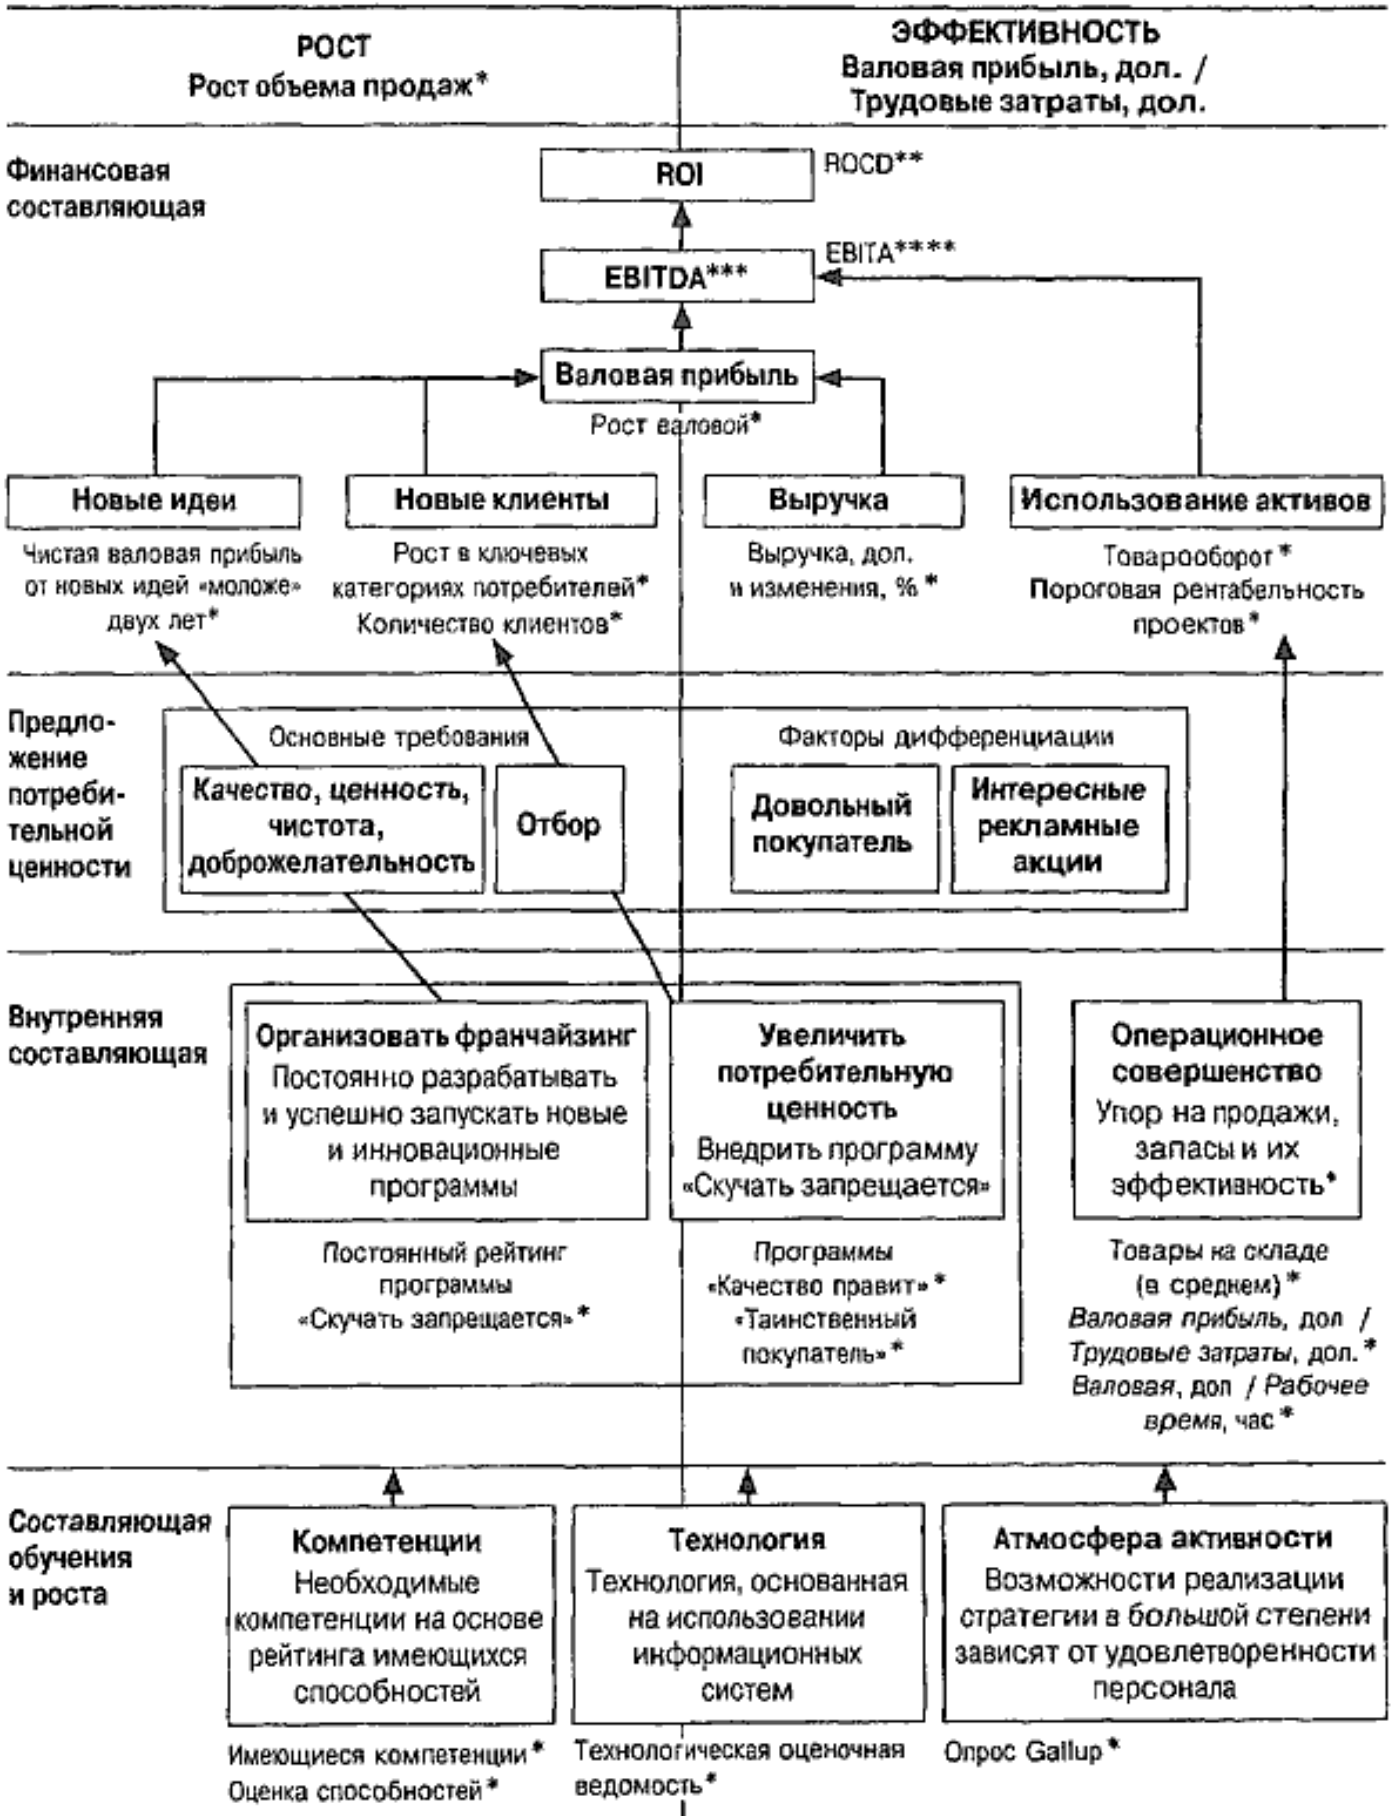 РОСТ
Рост объема продаж*
ЭФФЕКТИВНОСТЬ
Валовая прибыль, дол. /
Трудовые затраты, дол.
Финансовая
составляющая
ROI
ROCD**
EBITDA***
EBITA****
Валовая прибыль
Рост валовой*
Новые идеи
Чистая валовая прибыль
от новых идей «моложе»
двух лет*
Новые клиенты
Рост в ключевых
категориях потребителей*
Количество клиентов*
Выручка
Выручка, дол.
и изменения, %*
Использование активов
Товарооборот*
Пороговая рентабельность
проектов*
Предло-
жение
потреби-
тельной
ценности
Основные требования
Качество, ценность,
чистота,
доброжелательность
Отбор
Факторы дифференциации
Довольный
покупатель
Интересные
рекламные
акции
Внутренняя
составляющая
Организовать франчайзинг
Постоянно разрабатывать
и успешно запускать новые
и инновационные
программы
Постоянный рейтинг
программы
«Скучать запрещается»*
Увеличить
потребительную
ценность
Внедрить программу
«Скучать запрещается»
Программы
«Качество правит»*
«Таинственный
покупатель»*
Операционное
совершенство
Упор на продажи,
запасы и их
эффективность*
Товары на складе
(в среднем)*
Валовая прибыль, дол /
Трудовые затраты, дол.*
Валовая, дол / Рабочее
время, час*
Составляющая
обучения
и роста
Компетенции
Необходимые
компетенции на основе
рейтинга имеющихся
способностей
Имеющиеся компетенции*
Оценка способностей*
Технология
Технология, основанная
на использовании
информационных
систем
Технологическая оценочная
ведомость*
Атмосфера активности
Возможности реализации
стратегии в большой степени
зависят от удовлетворенности
персонала
Опрос Gallup*